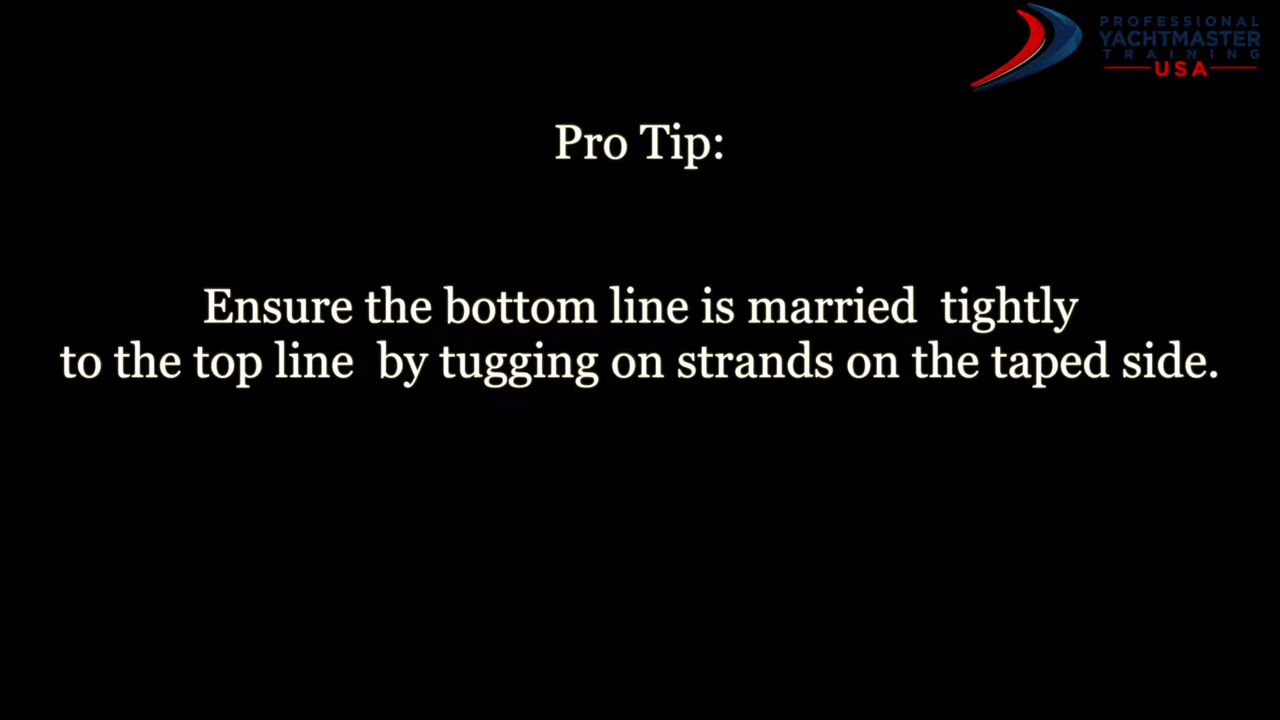 PROFESSIONAL
YACHTMASTER
TRAINING
USA
Pro Tip:
Ensure the bottom line is married  tightly
to the top line  by tugging on strands on the taped side.